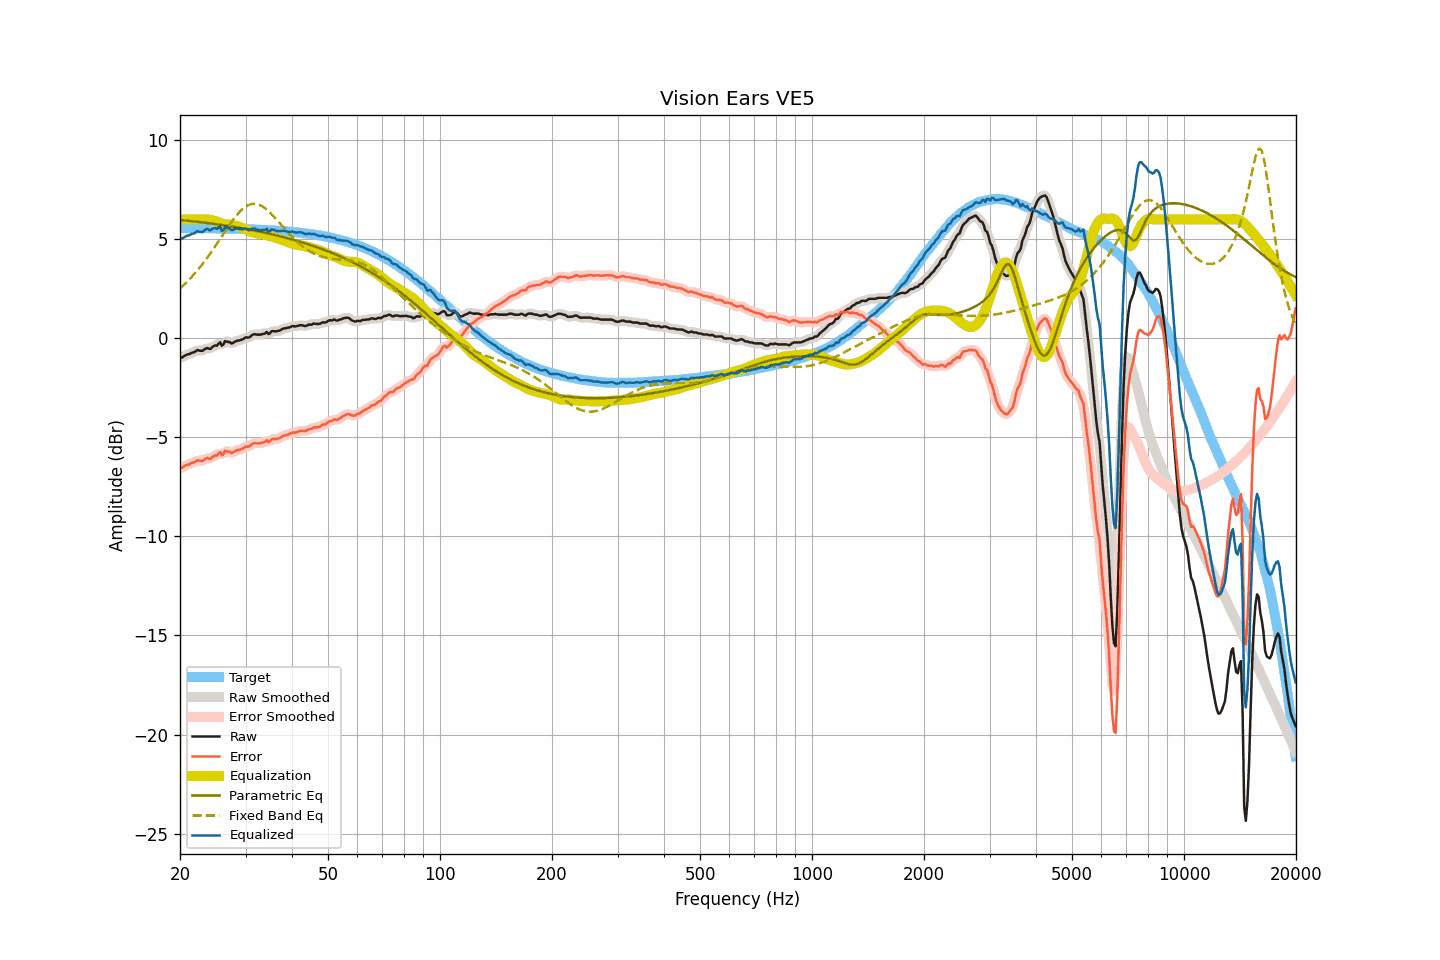 Vision Ears VE5
10
5
0
−5
−10
−15
−20
−25
Amplitude (dBr)
Target
Raw Smoothed
Error Smoothed
Raw
Error
Equalization
Parametric Eq
Fixed Band Eq
Equalized
20 50 100 200 500 1000 2000 5000 10000 20000
Frequency (Hz)